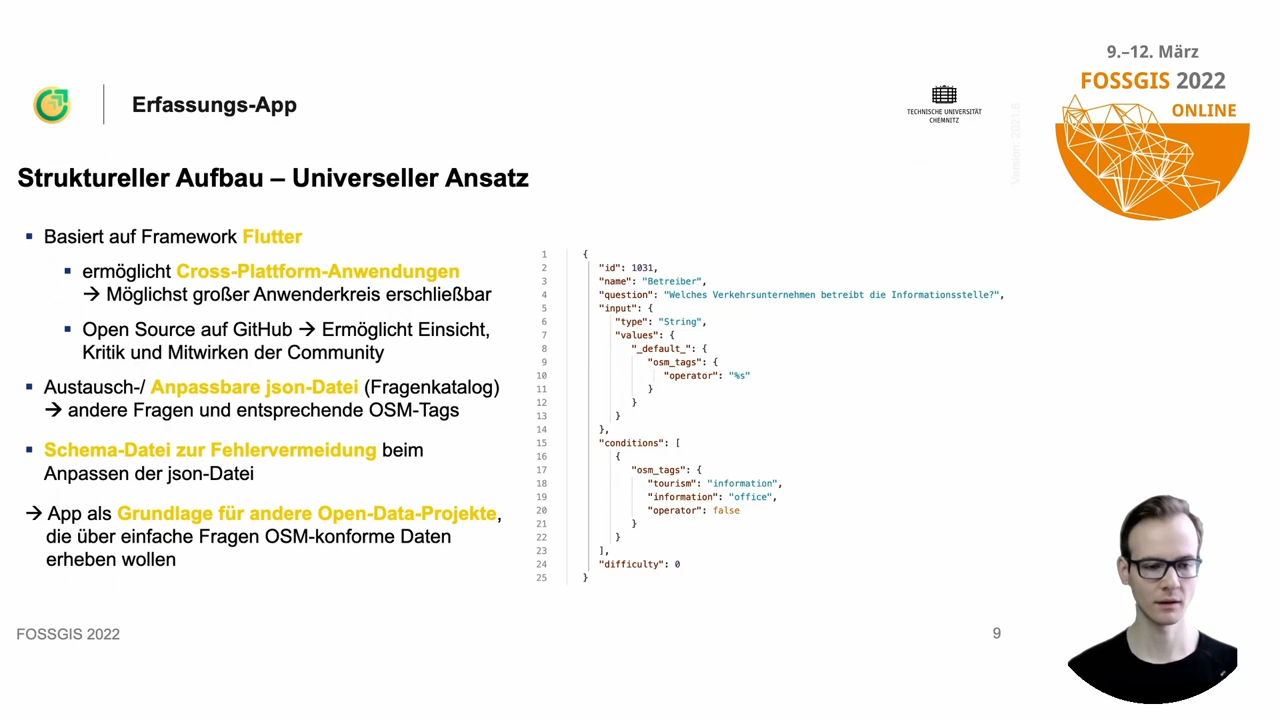 9.–12. März
FOSSGIS 2022
ONLINE
Erfassungs-App
TECHNISCHE UNIVERSITÄT
CHEMNITZ
Version: 2021.6
Struktureller Aufbau – Universeller Ansatz
▪ Basiert auf Framework Flutter
▪ ermöglicht Cross-Plattform-Anwendungen
→ Möglichst großer Anwenderkreis erschließbar
▪ Open Source auf GitHub → Ermöglicht Einsicht,
Kritik und Mitwirken der Community
▪ Austausch-/ Anpassbare json-Datei (Fragenkatalog)
→ andere Fragen und entsprechende OSM-Tags
▪ Schema-Datei zur Fehlervermeidung beim
Anpassen der json-Datei
→ App als Grundlage für andere Open-Data-Projekte,
die über einfache Fragen OSM-konforme Daten
erheben wollen
1 {
2 "id": 1031,
3 "name": "Betreiber",
4 "question": "Welches Verkehrsunternehmen betreibt die Informationsstelle?",
5 "input": {
6 "type": "String",
7 "values": {
8 "_default_": {
9 "osm_tags": {
10 "operator": "%s"
11 }
12 }
13 }
14 },
15 "conditions": [
16 {
17 "osm_tags": {
18 "tourism": "information",
19 "information": "office",
20 "operator": false
21 }
22 }
23 ],
24 "difficulty": 0
25 }
FOSSGIS 2022
9